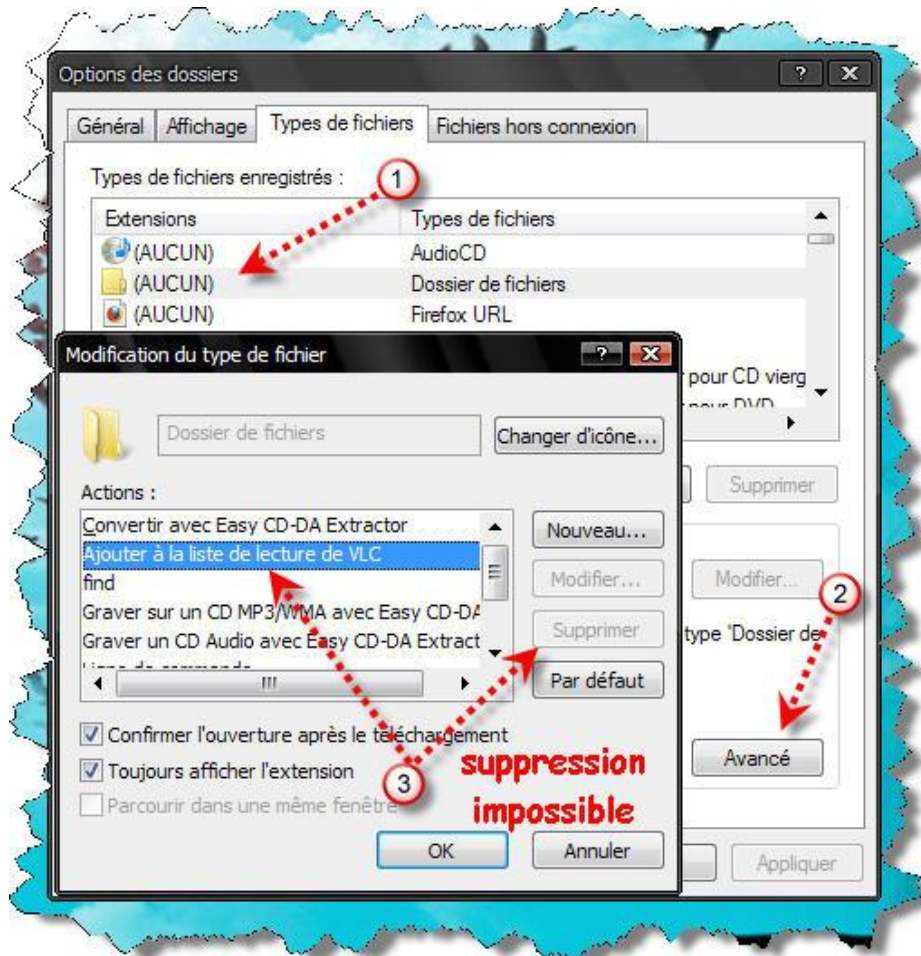 Options des dossiers
Général Affichage Types de fichiers Fichiers hors connexion
Types de fichiers enregistrés :
1
Extensions Types de fichiers
(AUCUN) AudioCD
(AUCUN) Dossier de fichiers
(AUCUN) Firefox URL
pour CD vierg
pour DVD
Supprimer
Modifier...
2
type "Dossier de
Avancé
Appliquer
Modification du type de fichier
Dossier de fichiers
Changer d'icône...
Actions :
Convertir avec Easy CD-DA Extractor
Ajouter à la liste de lecture de VLC
find
Graver sur un CD MP3/WMA avec Easy CD-DA
Graver un CD Audio avec Easy CD-DA Extract
Ligne de commande
Nouveau...
Modifier...
Supprimer
Par défaut
Confirmer l'ouverture après le téléchargement
Toujours afficher l'extension
Parcourir dans une même fenêtre
3
suppression
impossible
OK
Annuler